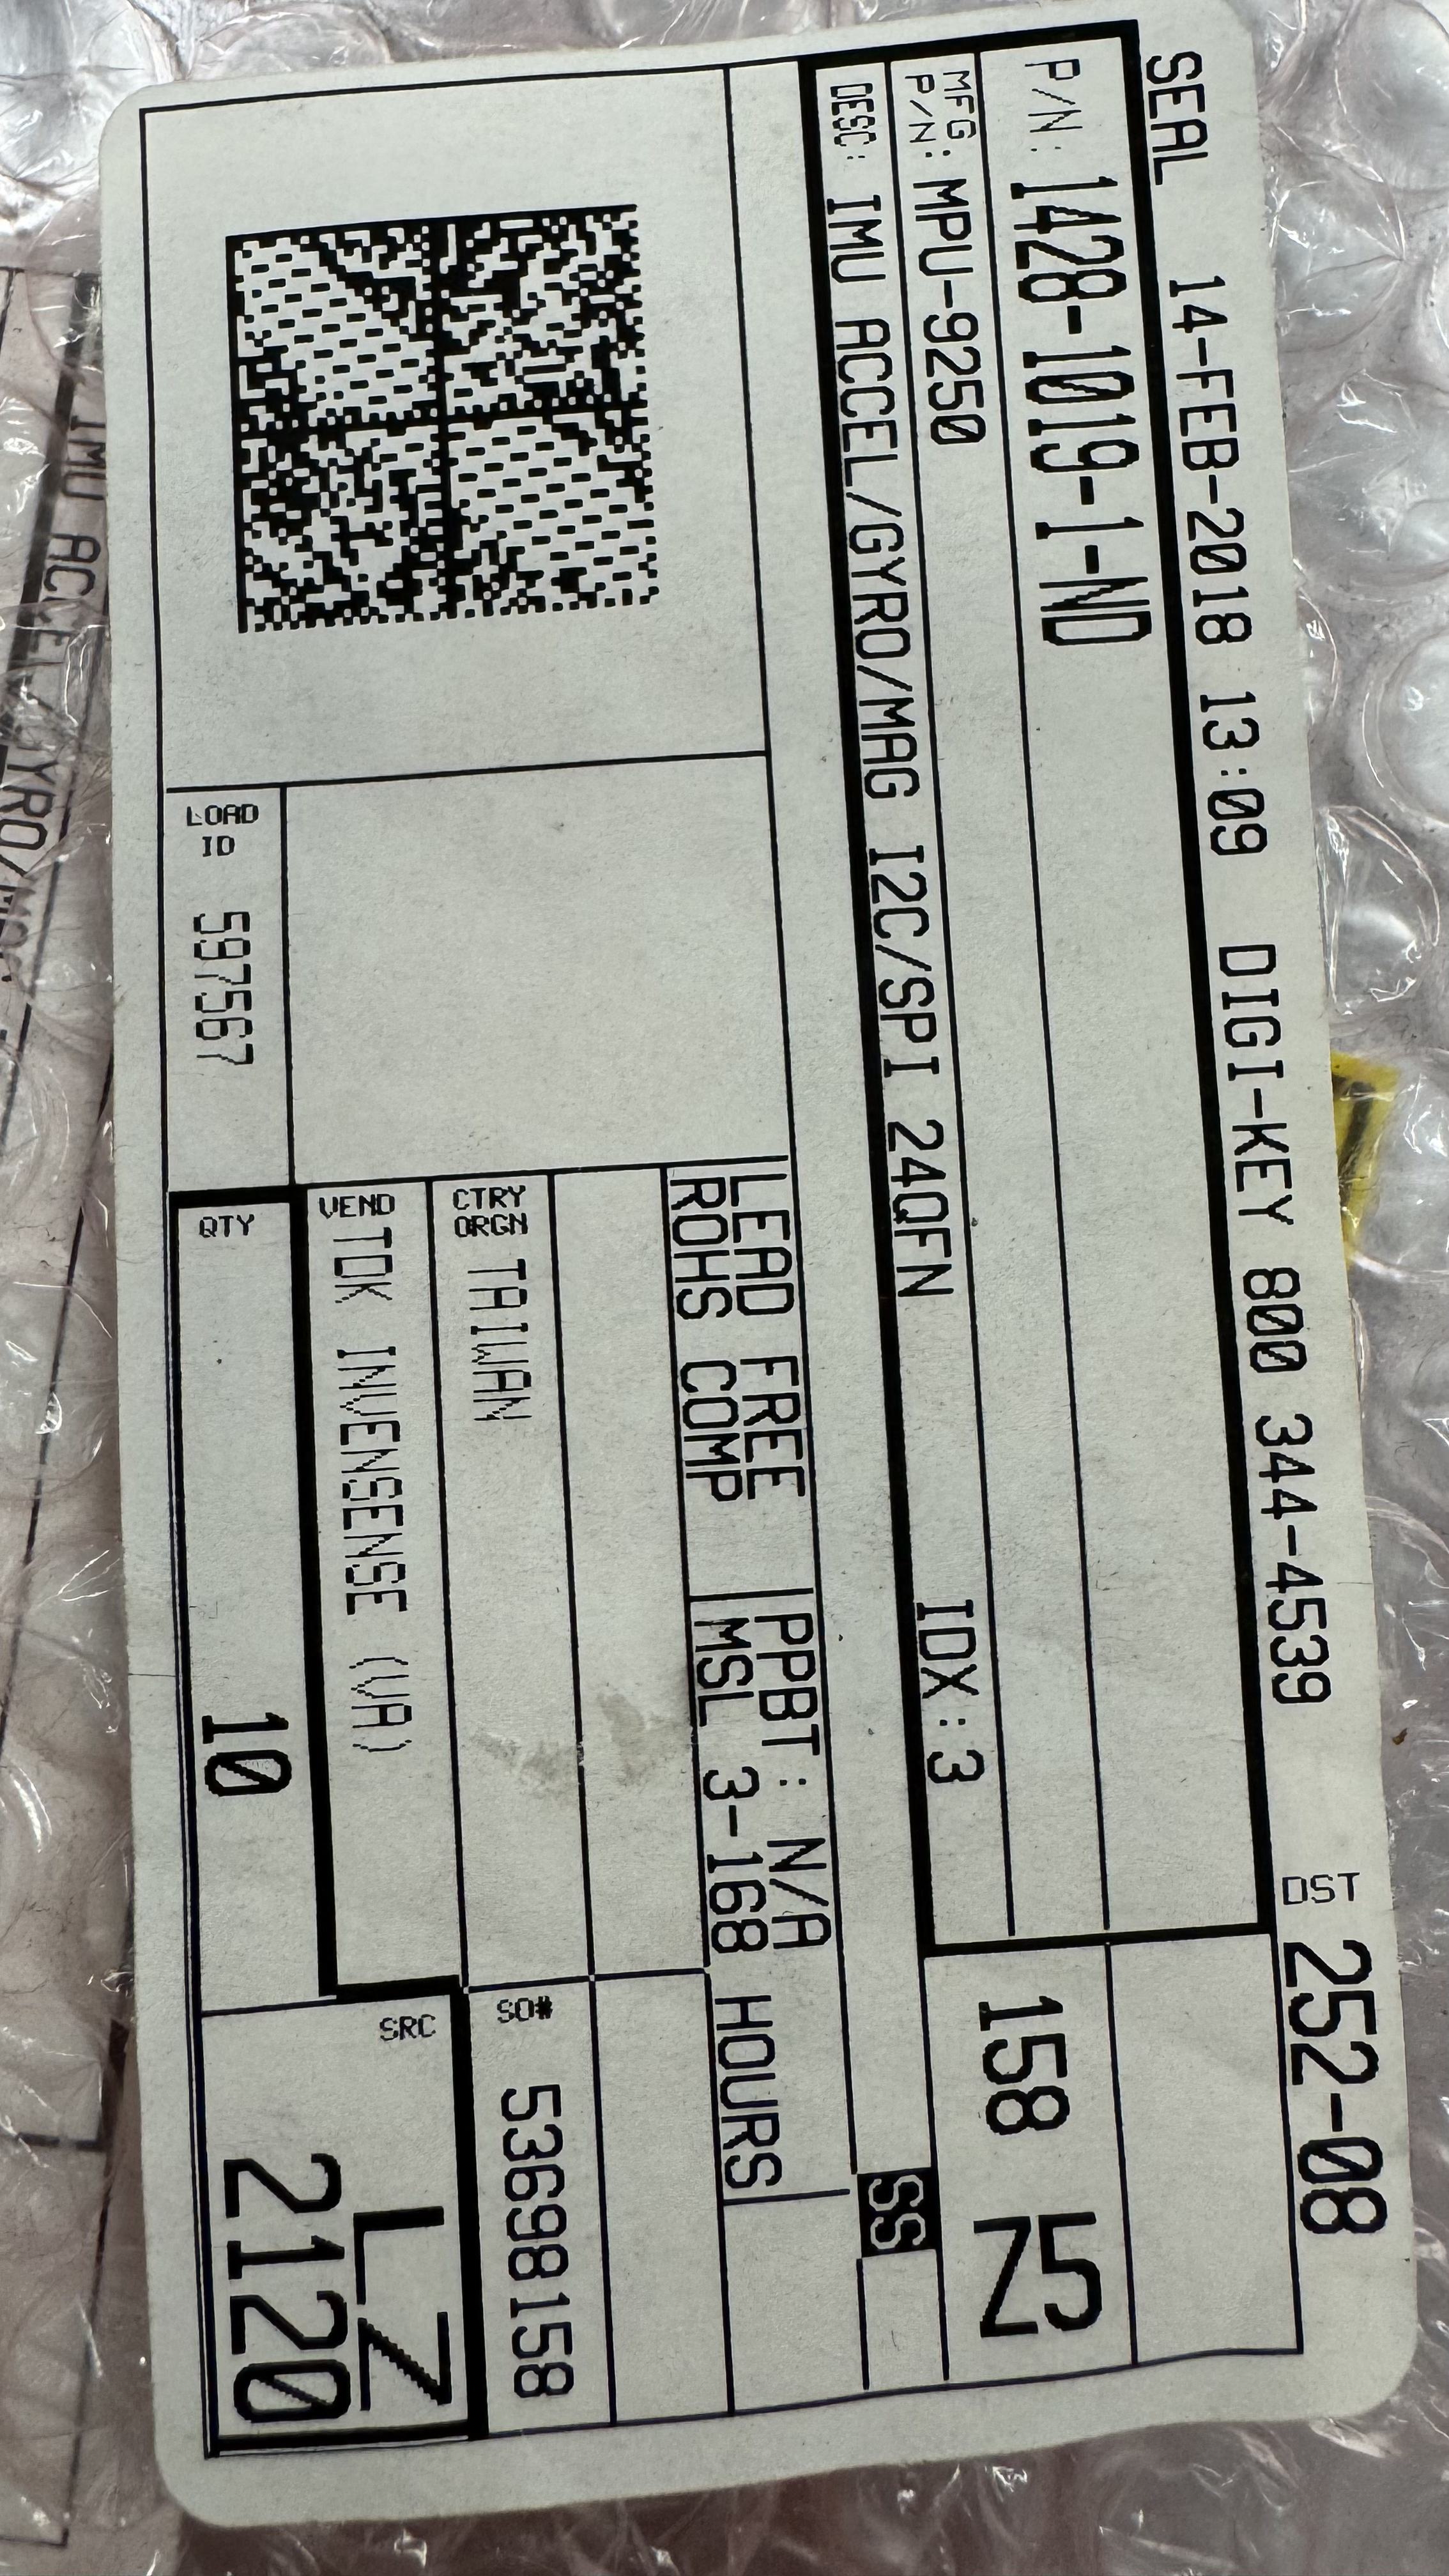 SEAL 14-FEB-2018 13:09 DIGI-KEY 800 344-4539 DST 252-08
P/N: 1428-1019-1-ND
MFG P/N: MPU-9250
158 Z5
DESC: IMU ACCEL/GYRO/MAG I2C/SPI 24QFN IDX:3
SS
LEAD FREE PPBT: N/A
ROHS COMP MSL 3-168 HOURS
CTRY ORGN TAIWAN
SO# 53698158
VEND TDK INVENSENSE (VA)
LOAD ID 597567
QTY 10
SRC LZ
2120
IMU ACCEL/GYRO/